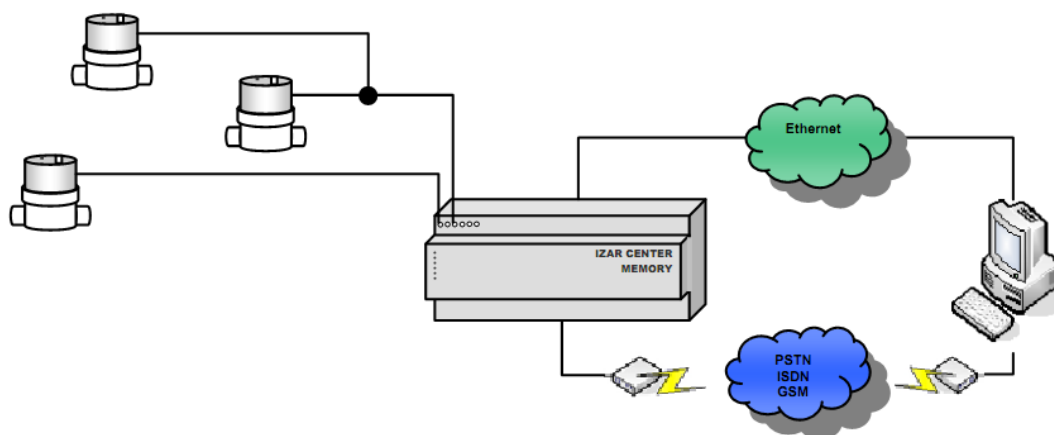 Ethernet
IZAR CENTER
MEMORY
PSTN
ISDN
GSM